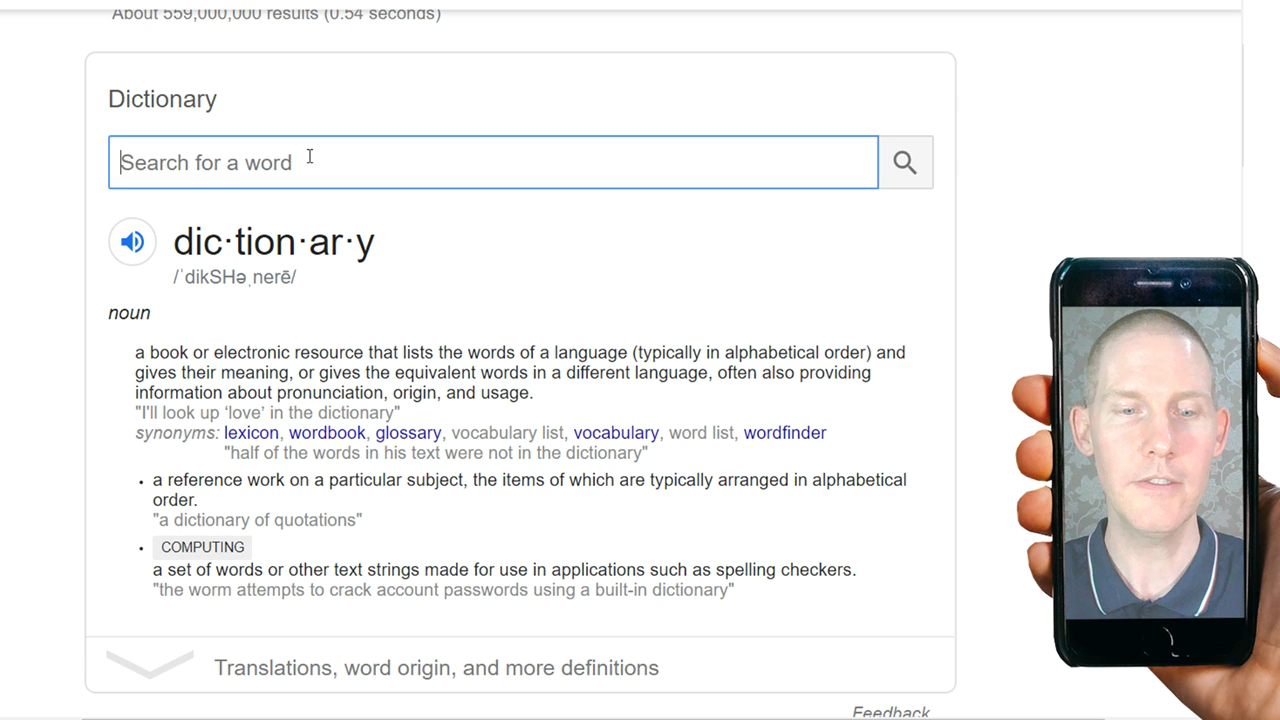 About 559,000,000 results (0.54 seconds)
Dictionary
Search for a word
dic·tion·ar·y
/ˈdikSHəˌnerē/
noun
a book or electronic resource that lists the words of a language (typically in alphabetical order) and
gives their meaning, or gives the equivalent words in a different language, often also providing
information about pronunciation, origin, and usage.
"I'll look up ‘love’ in the dictionary"
synonyms: lexicon, wordbook, glossary, vocabulary list, vocabulary, word list, wordfinder
"half of the words in his text were not in the dictionary"
• a reference work on a particular subject, the items of which are typically arranged in alphabetical
order.
"a dictionary of quotations"
• COMPUTING
a set of words or other text strings made for use in applications such as spelling checkers.
"the worm attempts to crack account passwords using a built-in dictionary"
Translations, word origin, and more definitions
Feedback